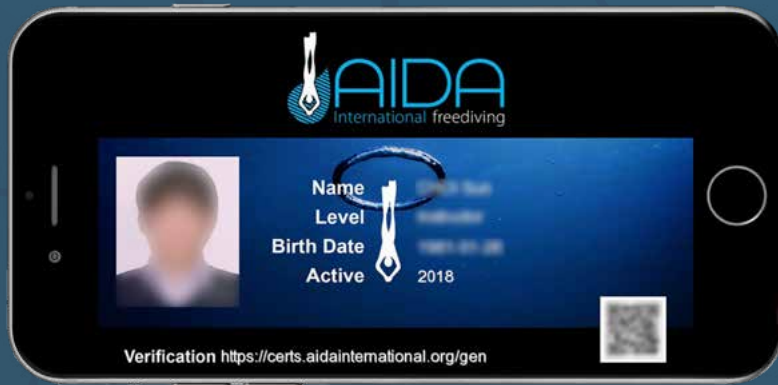 AIDA
International freediving
Name
Level
Birth Date
Active 2018
Verification https://certs.aidainternational.org/gen